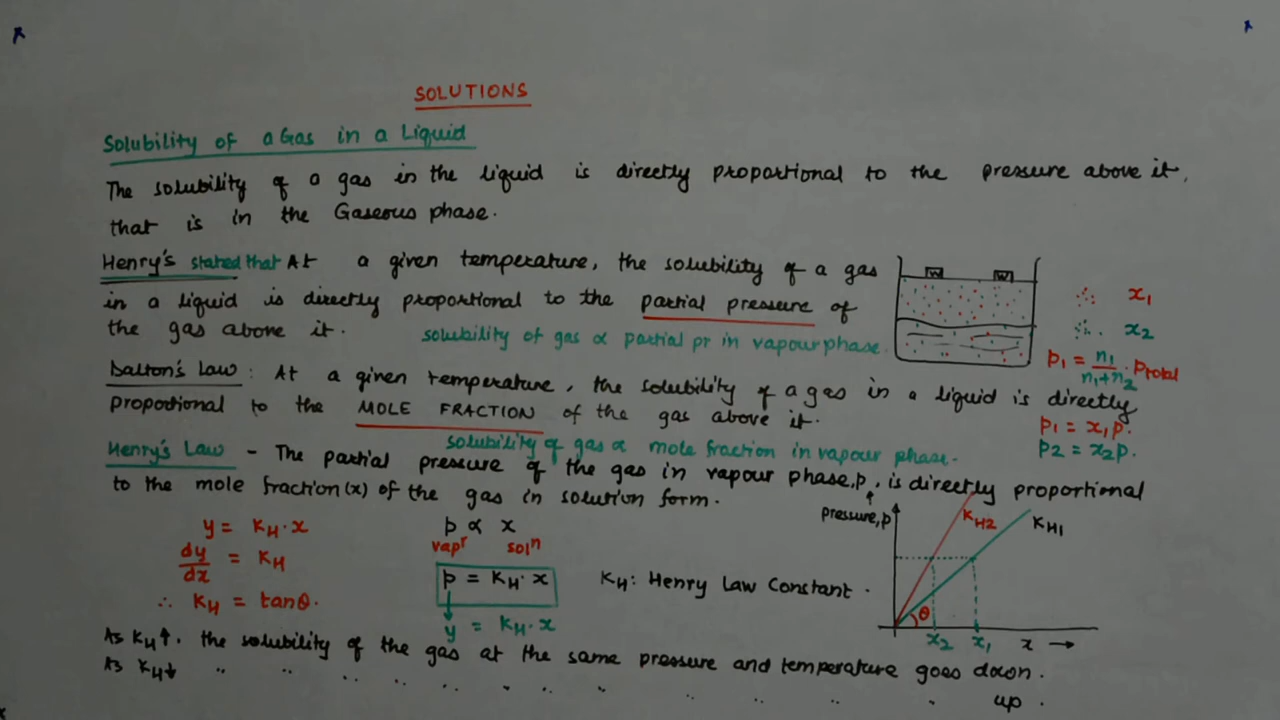 SOLUTIONS
Solubility of a Gas in a Liquid
The solubility of a gas in the liquid is directly proportional to the pressure above it,
that is in the Gaseous phase.
Henry's stated that At a given temperature, the solubility of a gas
in a liquid is directly proportional to the partial pressure of
the gas above it.
solubility of gas ∝ partial pr in vapour phase.
W W
∴ x1
∴. x2
p1 = n1/(n1+n2) . Ptotal
p1 = x1p.
p2 = x2p.
Dalton's Law: At a given temperature, the solubility of a gas in a liquid is directly
proportional to the MOLE FRACTION of the gas above it.
solubility of gas ∝ mole fraction in vapour phase.
Henry's Law - The partial pressure of the gas in vapour phase,p, is directly proportional
to the mole fraction(x) of the gas in solution form.
y = KH.x
dy/dx = KH
∴ KH = tanθ.
p ∝ x
vapr soln
p = KH.x
y = KH.x
KH: Henry Law Constant.
pressure,p
KH2
KH1
θ
x2 x1 x →
As KH↑, the solubility of the gas at the same pressure and temperature goes down.
As KH↓ " " " " " " " " " " " up.